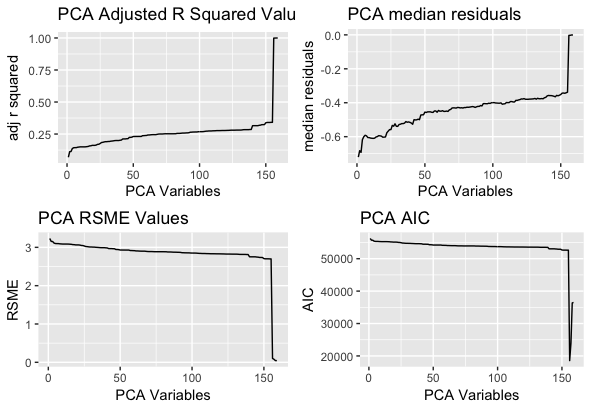 PCA Adjusted R Squared Valu
1.00
0.75
0.50
0.25
adj r squared
0 50 100 150
PCA Variables
PCA median residuals
0.0
-0.2
-0.4
-0.6
median residuals
0 50 100 150
PCA Variables
PCA RSME Values
3
2
1
0
RSME
0 50 100 150
PCA Variables
PCA AIC
50000
40000
30000
20000
AIC
0 50 100 150
PCA Variables